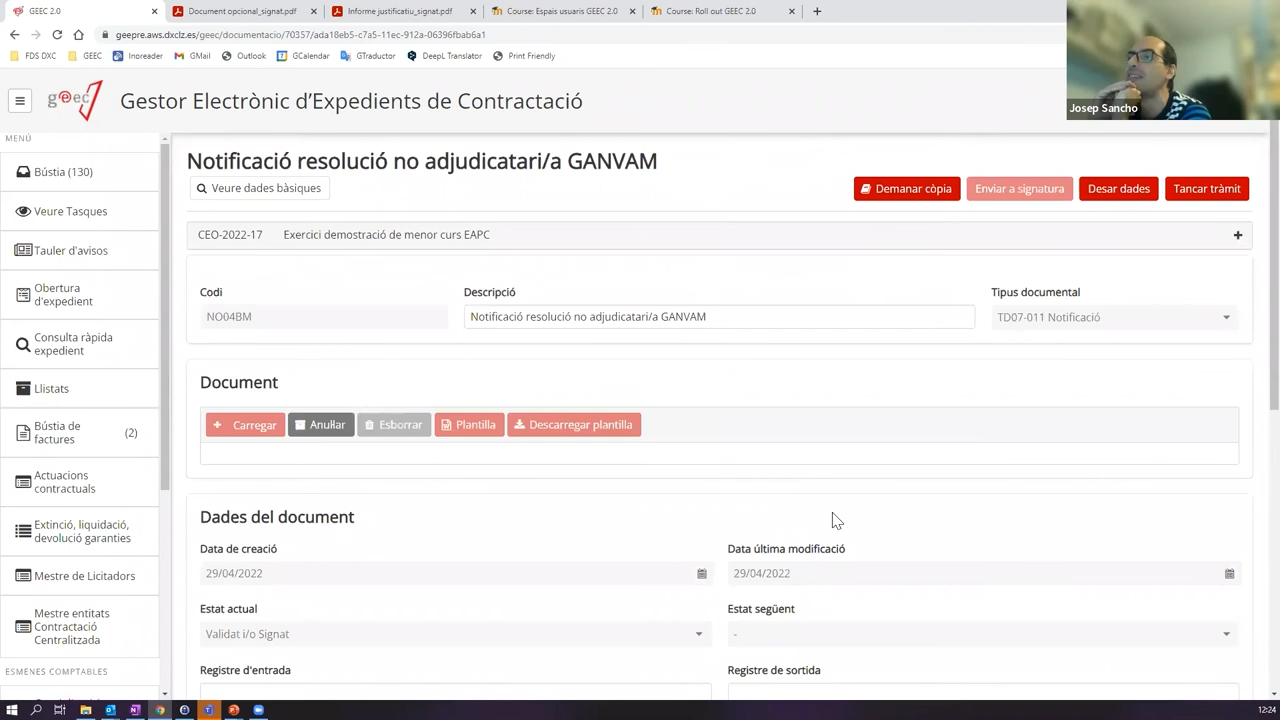 GEEC 2.0
Document opcional_signat.pdf
Informe justificatiu_signat.pdf
Course: Espais usuaris GEEC 2.0
Course: Roll out GEEC 2.0
geepre.aws.dxclz.es/geec/documentacio/70357/ada18eb5-c7a5-11ec-912a-06396fbab6a1
FDS DXC
GEEC
Inoreader
GMail
Outlook
GCalendar
GTraductor
DeepL Translator
Print Friendly
Josep Sancho
geec
Gestor Electrònic d'Expedients de Contractació
MENÚ
Bústia (130)
Veure Tasques
Tauler d'avisos
Obertura
d'expedient
Consulta ràpida
expedient
Llistats
Bústia de
factures
(2)
Actuacions
contractuals
Extinció, liquidació,
devolució garanties
Mestre de Licitadors
Mestre entitats
Contractació
Centralitzada
ESMENES COMPTABLES
Notificació resolució no adjudicatari/a GANVAM
Veure dades bàsiques
Demanar còpia
Enviar a signatura
Desar dades
Tancar tràmit
CEO-2022-17 Exercici demostració de menor curs EAPC
Codi
Descripció
Tipus documental
NO04BM
Notificació resolució no adjudicatari/a GANVAM
TD07-011 Notificació
Document
Carregar
Anul·lar
Esborrar
Plantilla
Descarregar plantilla
Dades del document
Data de creació
Data última modificació
29/04/2022
29/04/2022
Estat actual
Estat següent
Validat i/o Signat
-
Registre d'entrada
Registre de sortida
12:24